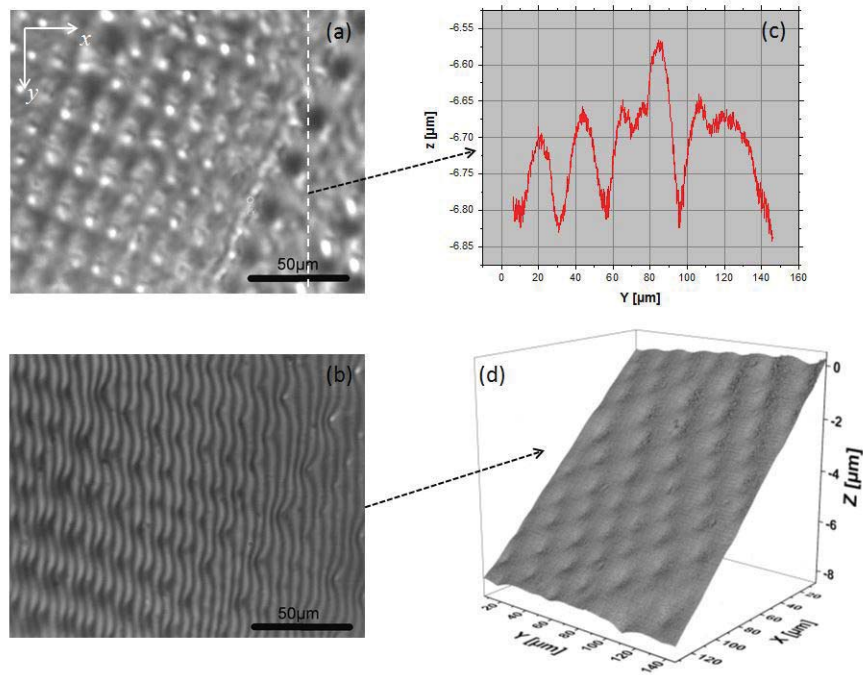 (a)
x
y
50µm
(c)
-6.55
-6.60
-6.65
-6.70
-6.75
-6.80
-6.85
z [µm]
0 20 40 60 80 100 120 140 160
Y [µm]
(b)
50µm
(d)
0
-2
-4
-6
-8
Z [µm]
20 40 60 80 100 120 140
Y [µm]
20 40 60 80 100 120
X [µm]